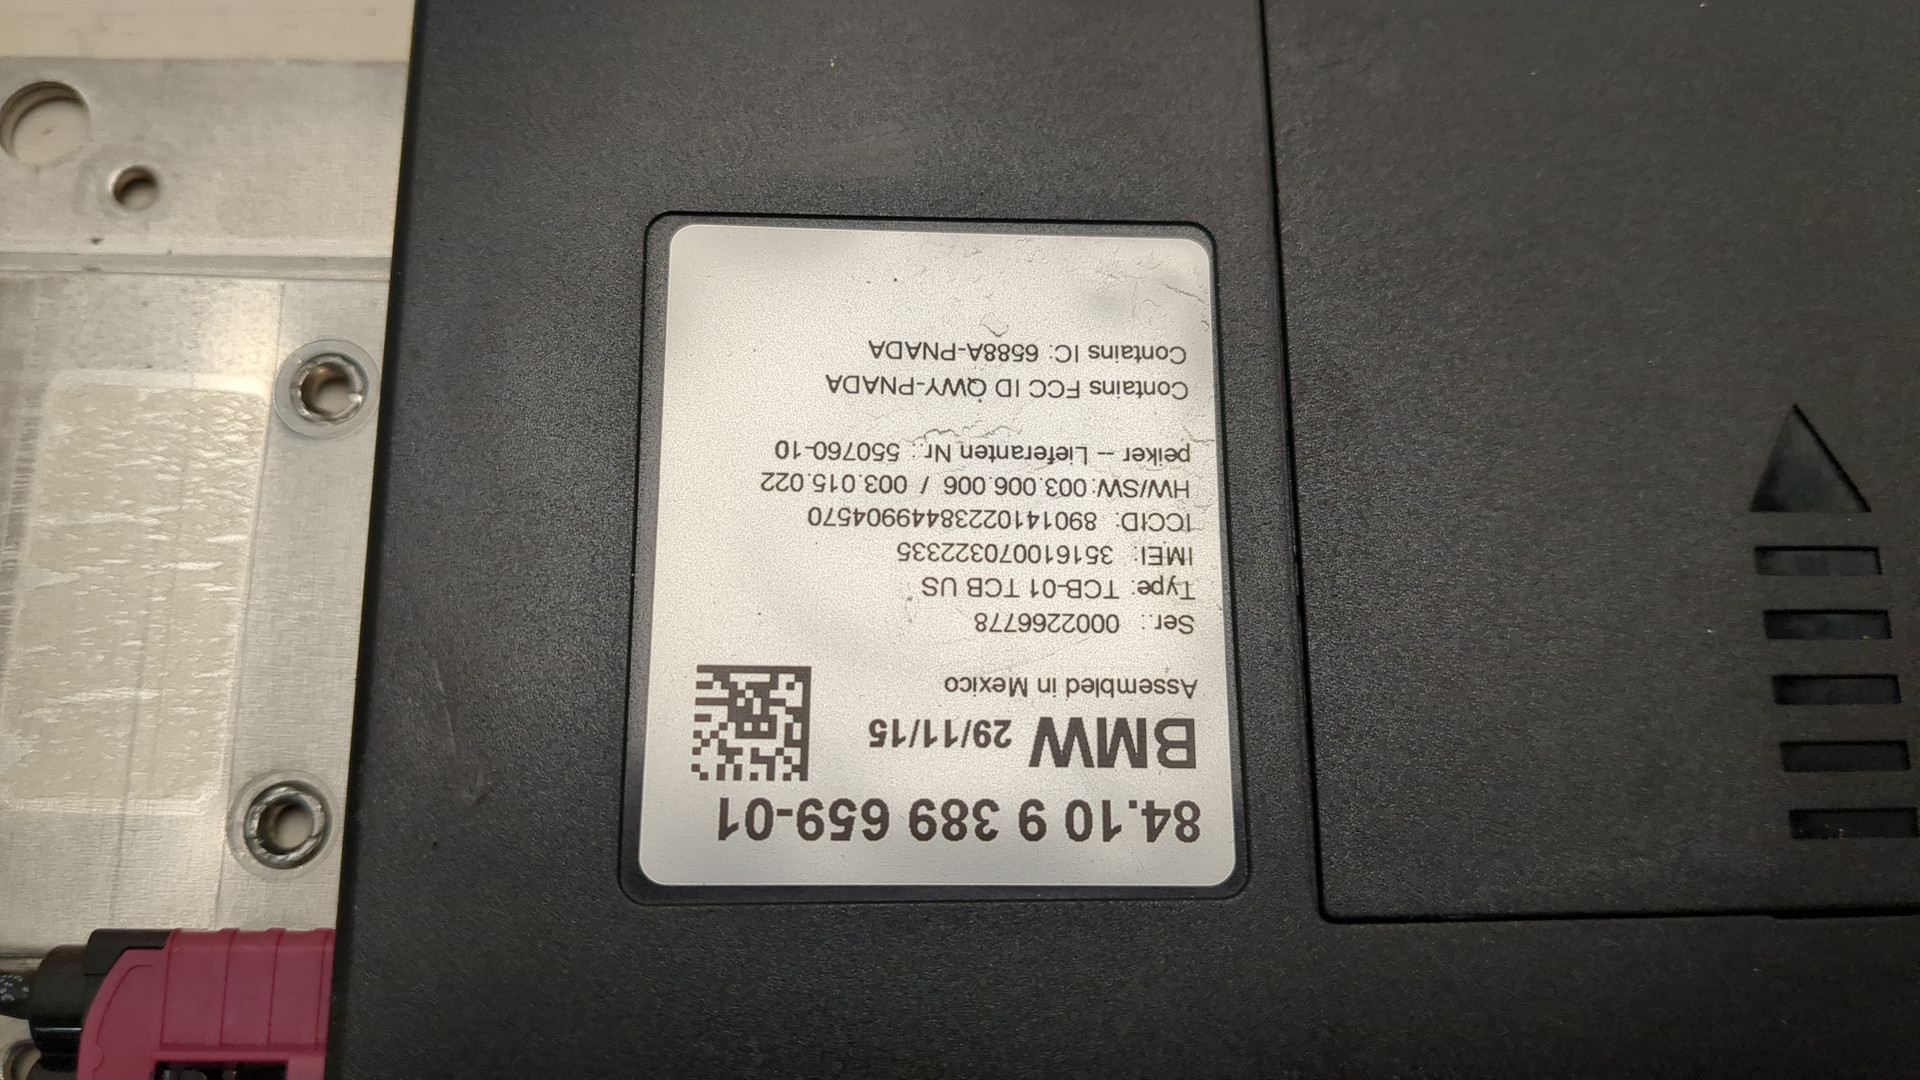 84.10 9 389 659-01
BMW 29/11/15
Assembled in Mexico
Ser.: 0002266778
Type: TCB-01 TCB US
IMEI: 351610070322335
ICCID: 89014102238449904570
HW/SW: 003.006.006 / 003.015.022
peiker – Lieferanten Nr.: 550760-10
Contains FCC ID QWY-PNADA
Contains IC: 6588A-PNADA